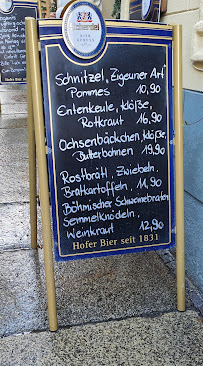 Schnitzel, Zigeuner Art
Pommes 10,90
Entenkeule, Klöße,
Rotkraut 16,90
Ochsenbäckchen, Klöße,
Butterbohnen 19,90
Rostbrätl, Zwiebeln,
Bratkartoffeln, 11,90
Böhmischer Schweinebraten
Semmelknödeln,
Weinkraut 12,90
Hofer Bier seit 1831